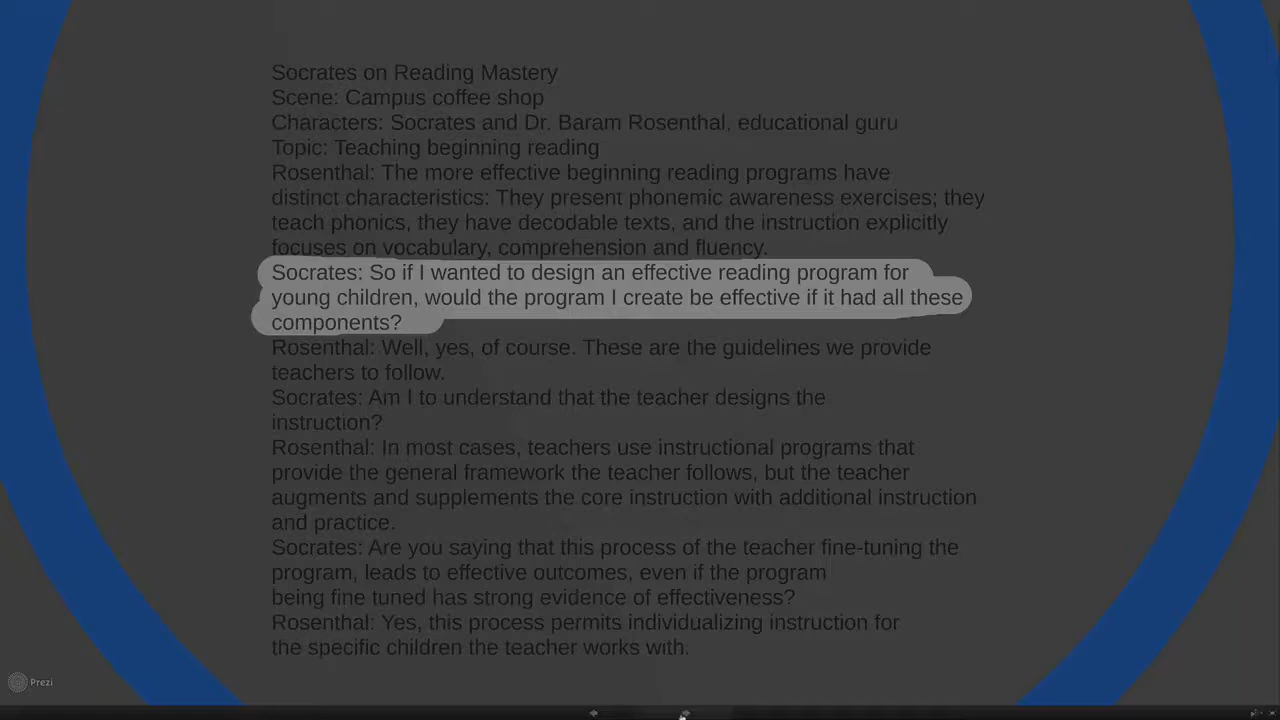 Socrates on Reading Mastery
Scene: Campus coffee shop
Characters: Socrates and Dr. Baram Rosenthal, educational guru
Topic: Teaching beginning reading
Rosenthal: The more effective beginning reading programs have
distinct characteristics: They present phonemic awareness exercises; they
teach phonics, they have decodable texts, and the instruction explicitly
focuses on vocabulary, comprehension and fluency.
Socrates: So if I wanted to design an effective reading program for
young children, would the program I create be effective if it had all these
components?
Rosenthal: Well, yes, of course. These are the guidelines we provide
teachers to follow.
Socrates: Am I to understand that the teacher designs the
instruction?
Rosenthal: In most cases, teachers use instructional programs that
provide the general framework the teacher follows, but the teacher
augments and supplements the core instruction with additional instruction
and practice.
Socrates: Are you saying that this process of the teacher fine-tuning the
program, leads to effective outcomes, even if the program
being fine tuned has strong evidence of effectiveness?
Rosenthal: Yes, this process permits individualizing instruction for
the specific children the teacher works with.
Prezi